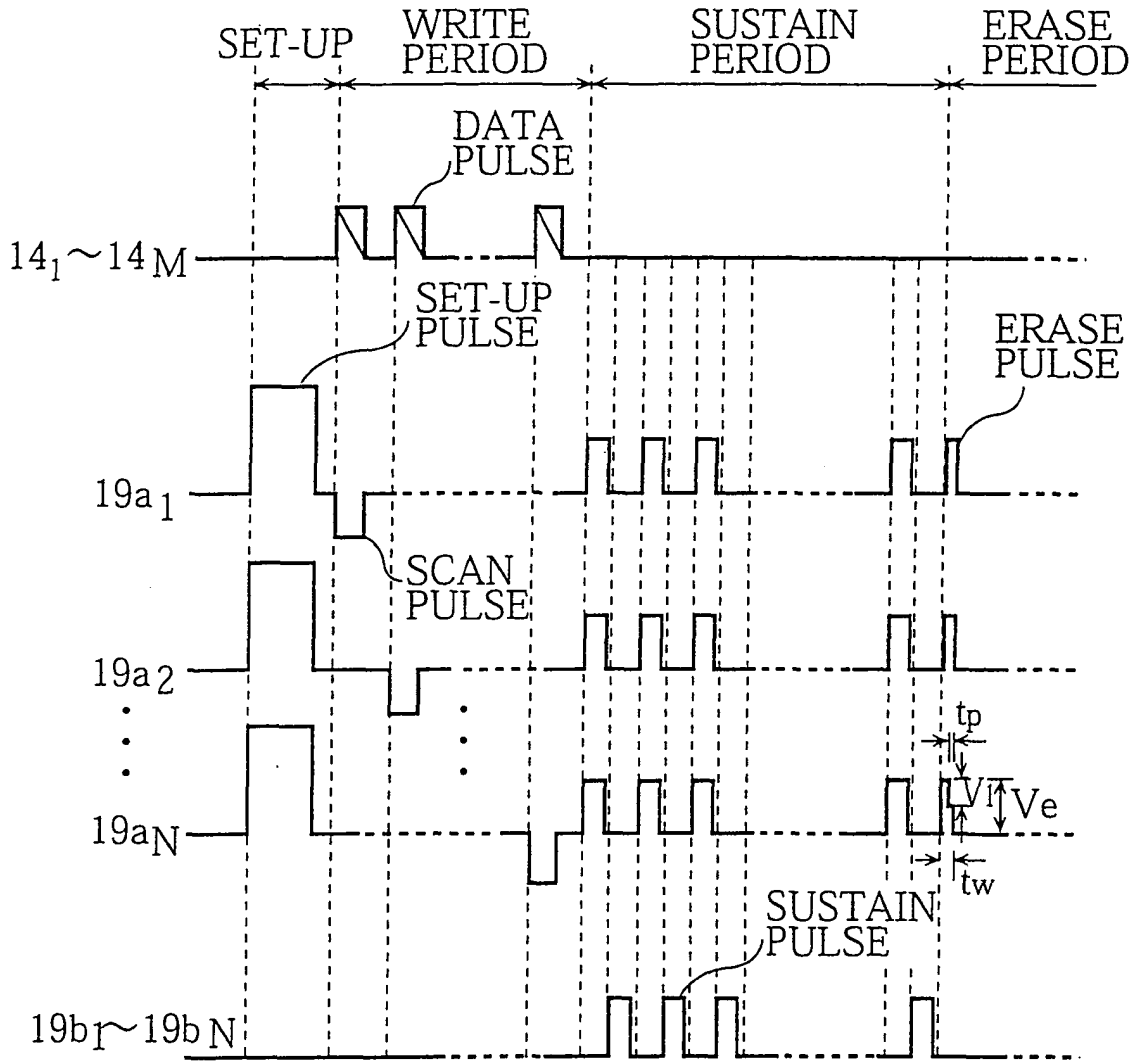 SET-UP
WRITE
PERIOD
SUSTAIN
PERIOD
ERASE
PERIOD
DATA
PULSE
14₁~14M
SET-UP
PULSE
ERASE
PULSE
19a₁
SCAN
PULSE
19a₂
tp
Vl
Ve
19aN
tw
SUSTAIN
PULSE
19b₁~19bN